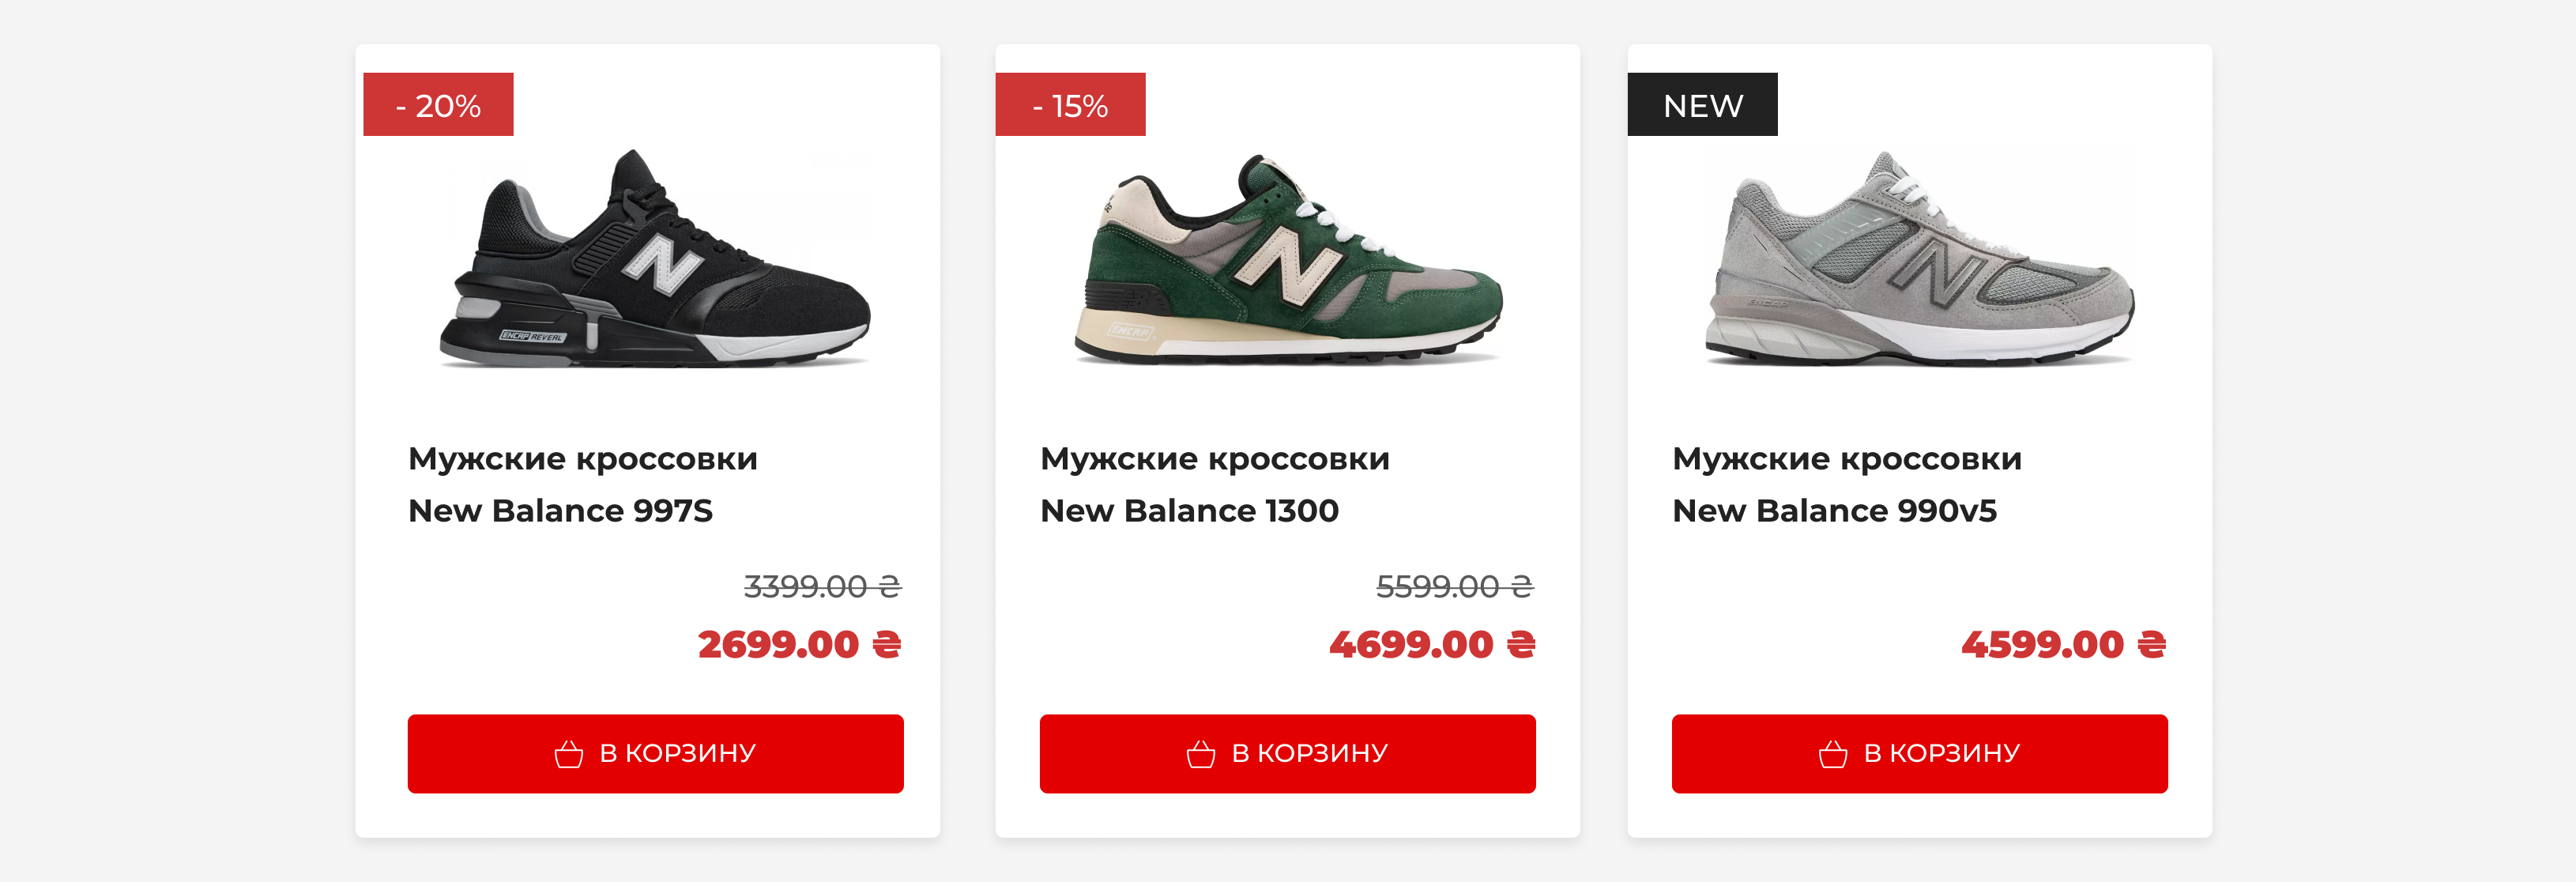 - 20%
ENCAP REVEAL
Мужские кроссовки
New Balance 997S
3399.00 ₴
2699.00 ₴
В КОРЗИНУ
- 15%
N
ENCAP
Мужские кроссовки
New Balance 1300
5599.00 ₴
4699.00 ₴
В КОРЗИНУ
NEW
N
ENCAP
Мужские кроссовки
New Balance 990v5
4599.00 ₴
В КОРЗИНУ